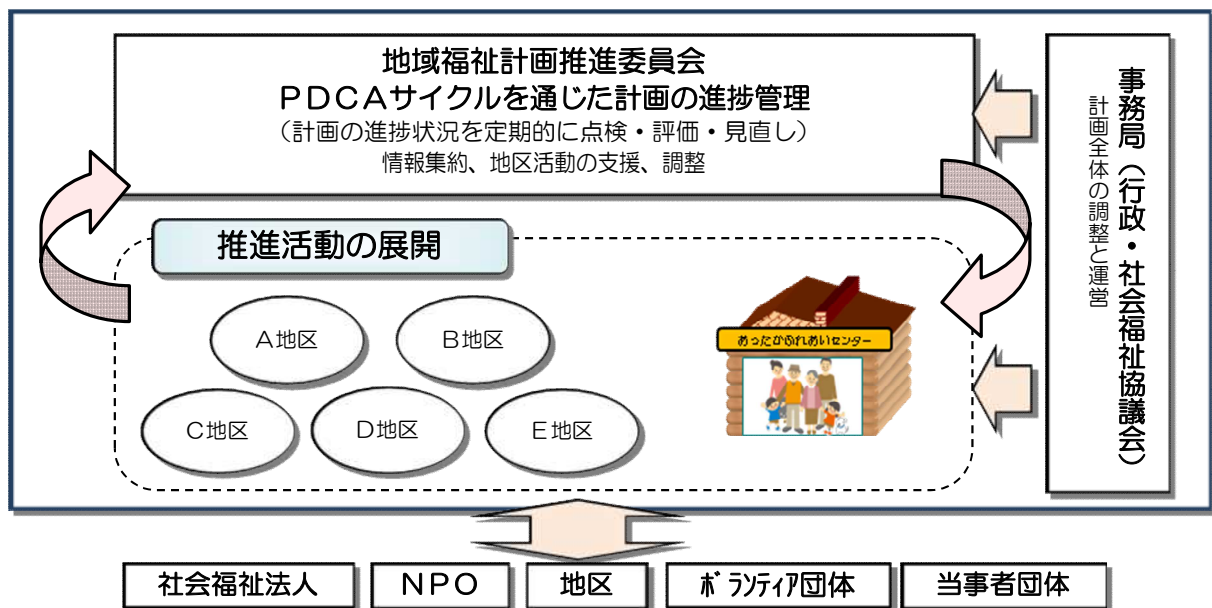 地域福祉計画推進委員会
ＰＤＣＡサイクルを通じた計画の進捗管理
（計画の進捗状況を定期的に点検・評価・見直し）
情報集約、地区活動の支援、調整
事務局（行政・社会福祉協議会）
計画全体の調整と運営
推進活動の展開
Ａ地区
Ｂ地区
Ｃ地区
Ｄ地区
Ｅ地区
あったかふれあいセンター
社会福祉法人
ＮＰＯ
地区
ﾎﾞﾗﾝﾃｨｱ団体
当事者団体